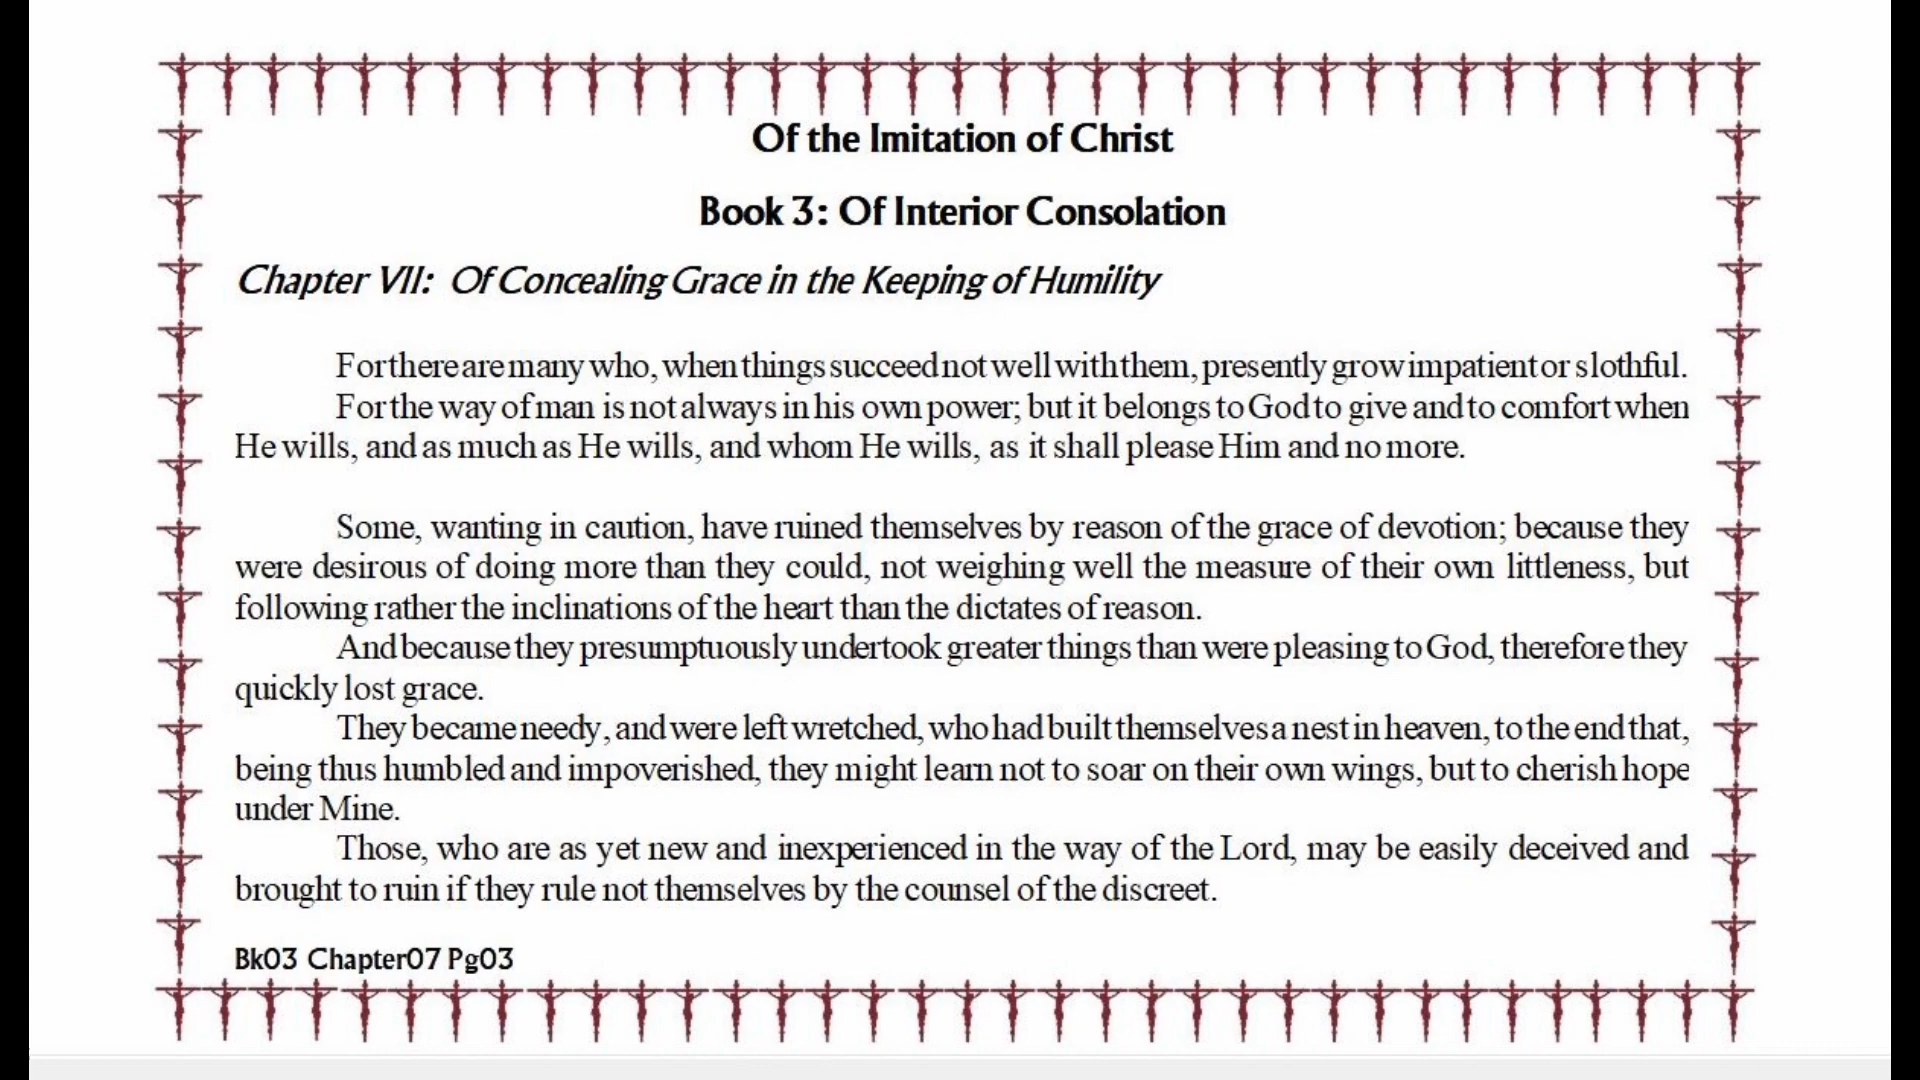 Of the Imitation of Christ
Book 3: Of Interior Consolation
Chapter VII: Of Concealing Grace in the Keeping of Humility
For there are many who, when things succeed not well with them, presently grow impatient or slothful.
For the way of man is not always in his own power; but it belongs to God to give and to comfort when
He wills, and as much as He wills, and whom He wills, as it shall please Him and no more.
Some, wanting in caution, have ruined themselves by reason of the grace of devotion; because they
were desirous of doing more than they could, not weighing well the measure of their own littleness, but
following rather the inclinations of the heart than the dictates of reason.
And because they presumptuously undertook greater things than were pleasing to God, therefore they
quickly lost grace.
They became needy, and were left wretched, who had built themselves a nest in heaven, to the end that,
being thus humbled and impoverished, they might learn not to soar on their own wings, but to cherish hope
under Mine.
Those, who are as yet new and inexperienced in the way of the Lord, may be easily deceived and
brought to ruin if they rule not themselves by the counsel of the discreet.
Bk03 Chapter07 Pg03